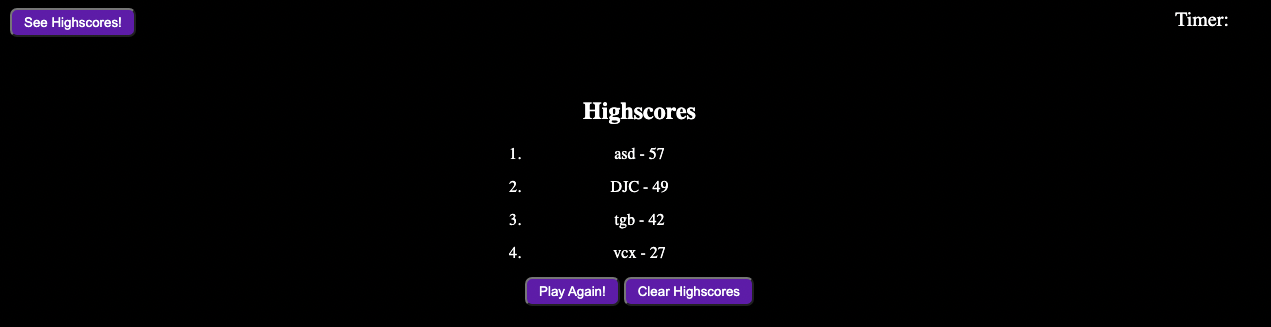 See Highscores!
Timer:
Highscores
1. asd - 57
2. DJC - 49
3. tgb - 42
4. vcx - 27
Play Again! Clear Highscores